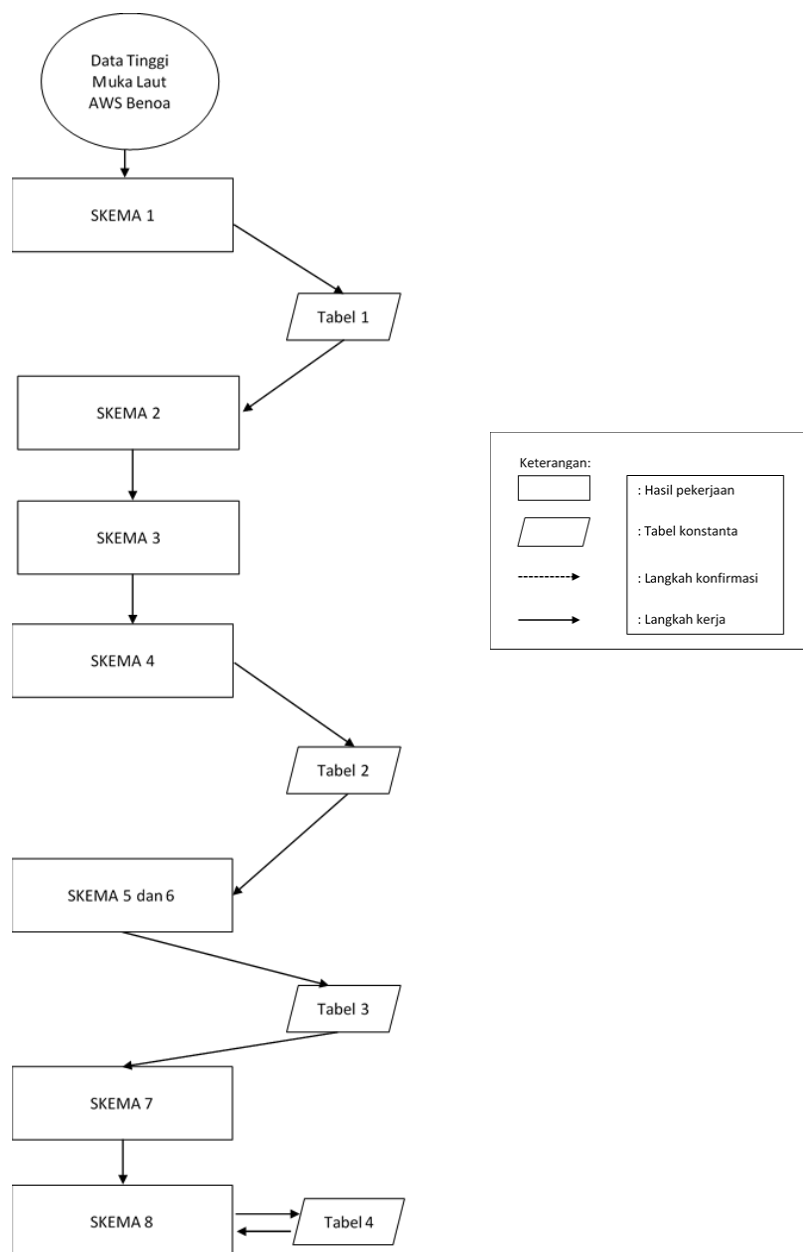 Data Tinggi
Muka Laut
AWS Benoa
SKEMA 1
Tabel 1
SKEMA 2
SKEMA 3
SKEMA 4
Tabel 2
SKEMA 5 dan 6
Tabel 3
SKEMA 7
SKEMA 8
Tabel 4
Keterangan:
: Hasil pekerjaan
: Tabel konstanta
: Langkah konfirmasi
: Langkah kerja